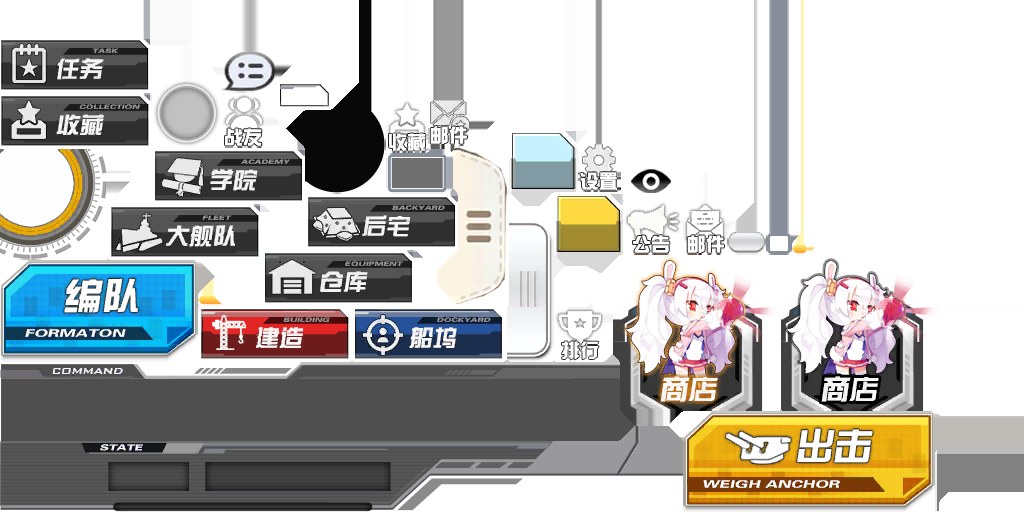 TASK
任务
COLLECTION
收藏
战友
收藏
邮件
ACADEMY
学院
设置
FLEET
大舰队
BACKYARD
后宅
公告
邮件
EQUIPMENT
仓库
编队
FORMATON
BUILDING
建造
DOCKYARD
船坞
排行
商店
商店
COMMAND
STATE
出击
WEIGH ANCHOR